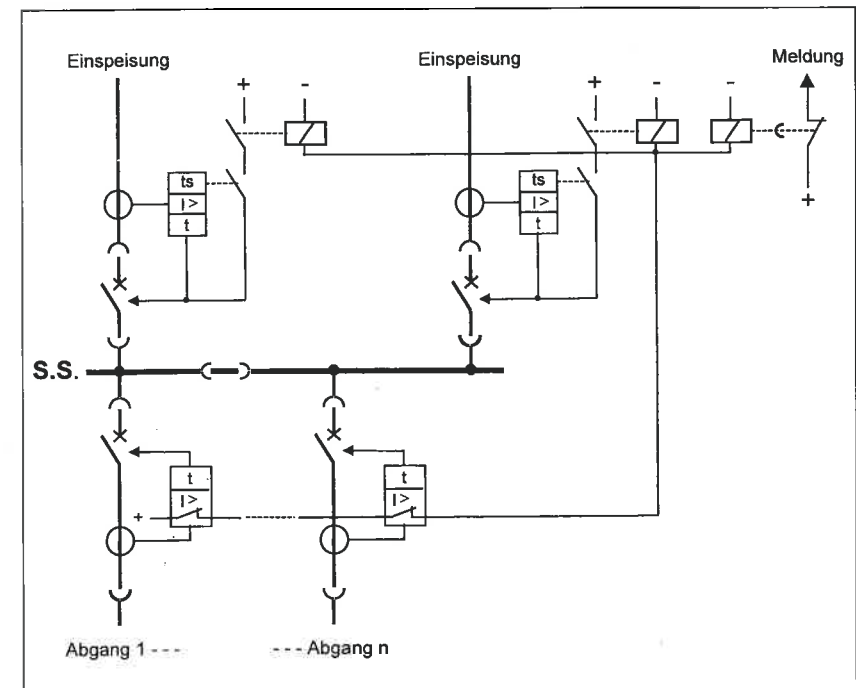 Einspeisung
Einspeisung
Meldung
+ -
+ - -
ts
I >
t
ts
I >
t
+
S.S.
t
I >
+
t
I >
Abgang 1 ---
--- Abgang n